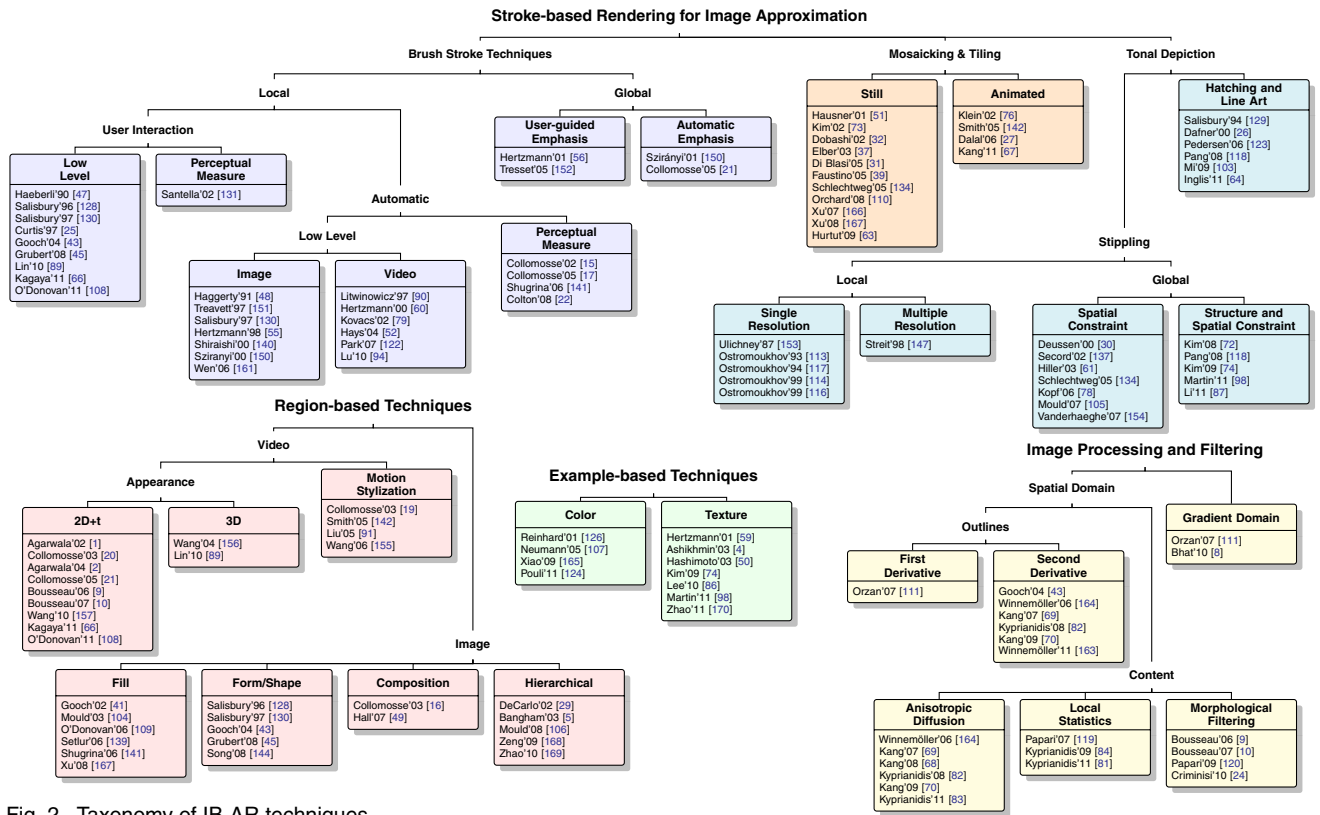 Stroke-based Rendering for Image Approximation
Brush Stroke Techniques
Mosaicking & Tiling
Tonal Depiction
Local
Global
User Interaction
Low
Level
Haeberli'90 [47]
Salisbury'96 [128]
Salisbury'97 [130]
Curtis'97 [25]
Gooch'04 [43]
Grubert'08 [45]
Lin'10 [89]
Kagaya'11 [66]
O'Donovan'11 [108]
Perceptual
Measure
Santella'02 [131]
Automatic
Low Level
Image
Haggerty'91 [48]
Treavett'97 [151]
Salisbury'97 [130]
Hertzmann'98 [55]
Shiraishi'00 [140]
Sziranyi'00 [150]
Wen'06 [161]
Video
Litwinowicz'97 [90]
Hertzmann'00 [60]
Kovacs'02 [79]
Hays'04 [52]
Park'07 [122]
Lu'10 [94]
Perceptual
Measure
Collomosse'02 [15]
Collomosse'05 [17]
Shugrina'06 [141]
Colton'08 [22]
User-guided
Emphasis
Hertzmann'01 [56]
Tresset'05 [152]
Automatic
Emphasis
Szirányi'01 [150]
Collomosse'05 [21]
Still
Hausner'01 [51]
Kim'02 [73]
Dobashi'02 [32]
Elber'03 [37]
Di Blasi'05 [31]
Faustino'05 [39]
Schlechtweg'05 [134]
Orchard'08 [110]
Xu'07 [166]
Xu'08 [167]
Hurtut'09 [63]
Animated
Klein'02 [76]
Smith'05 [142]
Dalal'06 [27]
Kang'11 [67]
Hatching and
Line Art
Salisbury'94 [129]
Dafner'00 [26]
Pedersen'06 [123]
Pang'08 [118]
Mi'09 [103]
Inglis'11 [64]
Stippling
Local
Global
Single
Resolution
Ulichney'87 [153]
Ostromoukhov'93 [113]
Ostromoukhov'94 [117]
Ostromoukhov'99 [114]
Ostromoukhov'99 [116]
Multiple
Resolution
Streit'98 [147]
Spatial
Constraint
Deussen'00 [30]
Secord'02 [137]
Hiller'03 [61]
Schlechtweg'05 [134]
Kopf'06 [78]
Mould'07 [105]
Vanderhaeghe'07 [154]
Structure and
Spatial Constraint
Kim'08 [72]
Pang'08 [118]
Kim'09 [74]
Martin'11 [98]
Li'11 [87]
Region-based Techniques
Video
Appearance
2D+t
Agarwala'02 [1]
Collomosse'03 [20]
Agarwala'04 [2]
Collomosse'05 [21]
Bousseau'06 [9]
Bousseau'07 [10]
Wang'10 [157]
Kagaya'11 [66]
O'Donovan'11 [108]
3D
Wang'04 [156]
Lin'10 [89]
Motion
Stylization
Collomosse'03 [19]
Smith'05 [142]
Liu'05 [91]
Wang'06 [155]
Image
Fill
Gooch'02 [41]
Mould'03 [104]
O'Donovan'06 [109]
Setlur'06 [139]
Shugrina'06 [141]
Xu'08 [167]
Form/Shape
Salisbury'96 [128]
Salisbury'97 [130]
Gooch'04 [43]
Grubert'08 [45]
Song'08 [144]
Composition
Collomosse'03 [16]
Hall'07 [49]
Hierarchical
DeCarlo'02 [29]
Bangham'03 [5]
Mould'08 [106]
Zeng'09 [168]
Zhao'10 [169]
Example-based Techniques
Color
Reinhard'01 [126]
Neumann'05 [107]
Xiao'09 [165]
Pouli'11 [124]
Texture
Hertzmann'01 [59]
Ashikhmin'03 [4]
Hashimoto'03 [50]
Kim'09 [74]
Lee'10 [86]
Martin'11 [98]
Zhao'11 [170]
Image Processing and Filtering
Spatial Domain
Outlines
First
Derivative
Orzan'07 [111]
Second
Derivative
Gooch'04 [43]
Winnemöller'06 [164]
Kang'07 [69]
Kyprianidis'08 [82]
Kang'09 [70]
Winnemöller'11 [163]
Gradient Domain
Orzan'07 [111]
Bhat'10 [8]
Content
Anisotropic
Diffusion
Winnemöller'06 [164]
Kang'07 [69]
Kang'08 [68]
Kyprianidis'08 [82]
Kang'09 [70]
Kyprianidis'11 [83]
Local
Statistics
Papari'07 [119]
Kyprianidis'09 [84]
Kyprianidis'11 [81]
Morphological
Filtering
Bousseau'06 [9]
Bousseau'07 [10]
Papari'09 [120]
Criminisi'10 [24]
Fig. 2. Taxonomy of IB-AR techniques